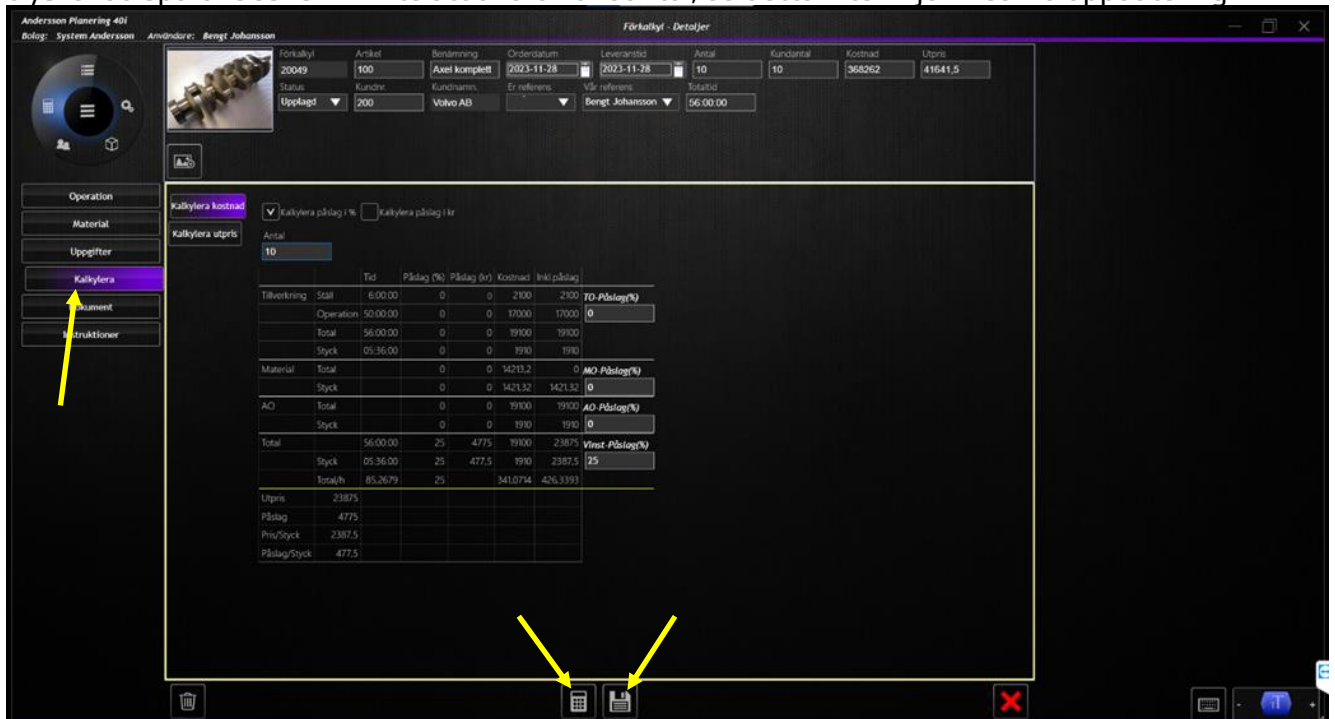 Andersson Planering 40i
Bolag: System Andersson Användare: Bengt Johansson
Förkalkyl - Detaljer
Förkalkyl Artikel Benämning Orderdatum Leveranstid Antal Kundantal Kostnad Utpris
20049 100 Axel komplett 2023-11-28 2023-11-28 10 10 368262 41641,5
Status Kundnr. Kundnamn. Er referens Vår referens Totaltid
Upplagd 200 Volvo AB Bengt Johansson 56:00:00
Operation
Material
Uppgifter
Kalkylera
Dokument
Instruktioner
Kalkylera kostnad
Kalkylera utpris
Kalkylera påslag i % Kalkylera påslag i kr
Antal
10
Tid Påslag (%) Påslag (kr) Kostnad Inkl.påslag
Tillverkning Ställ 6:00:00 0 0 2100 2100 TO-Påslag(%)
Operation 50:00:00 0 0 17000 17000 0
Total 56:00:00 0 0 19100 19100
Styck 05:36:00 0 0 1910 1910
Material Total 0 0 14213,2 0 MO-Påslag(%)
Styck 0 0 1421,32 1421,32 0
AO Total 0 0 19100 19100 AO-Påslag(%)
Styck 0 0 1910 1910 0
Total 56:00:00 25 4775 19100 23875 Vinst-Påslag(%)
Styck 05:36:00 25 477,5 1910 2387,5 25
Total/h 85,2679 25 341,0714 426,3393
Utpris 23875
Påslag 4775
Pris/Styck 2387,5
Påslag/Styck 477,5
- T +